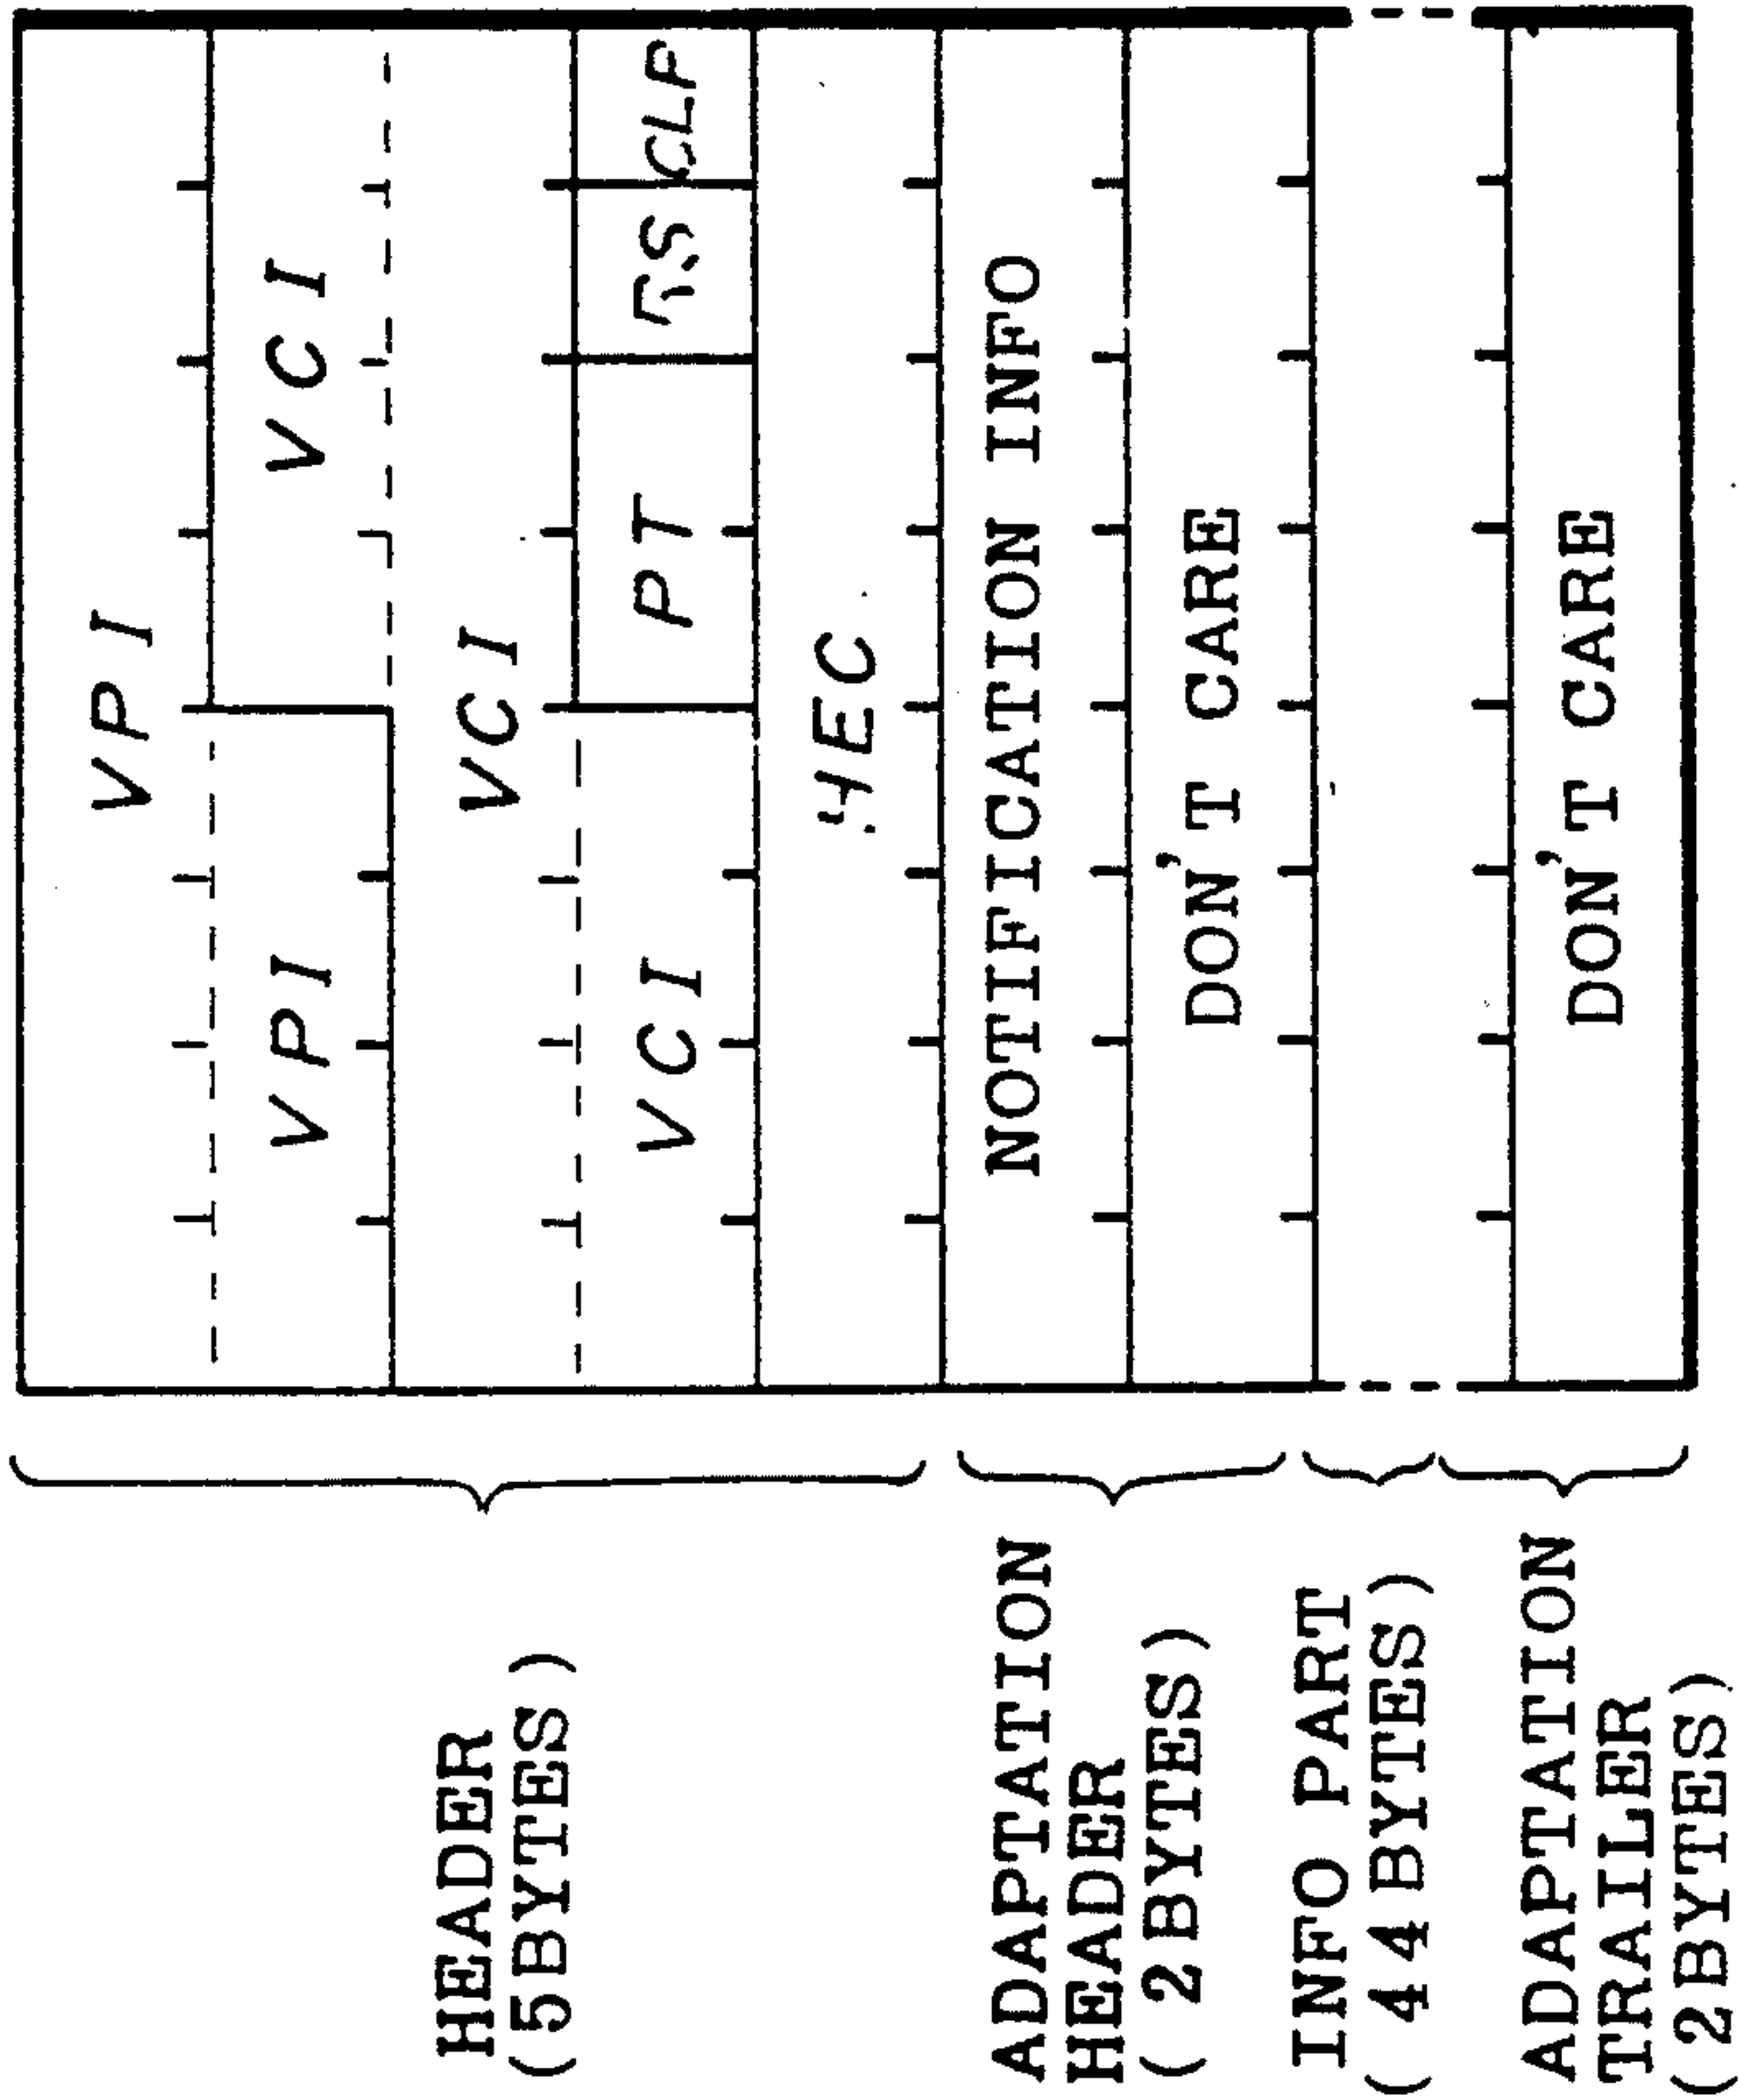 VPI
VPI VCI
HEADER
(5BYTES)
VCI
VCI PT RS CLP
HEC
ADAPTATION
HEADER
(2BYTES)
NOTIFICATION INFO
DON'T CARE
INFO PART
(44BYTES)
ADAPTATION
TRAILER
(2BYTES)
DON'T CARE